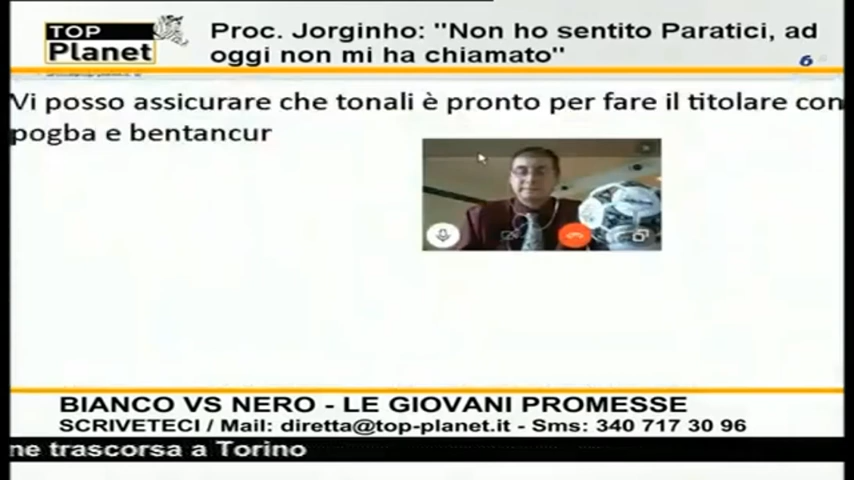 TOP
Planet
Proc. Jorginho: "Non ho sentito Paratici, ad
oggi non mi ha chiamato"
6
Vi posso assicurare che tonali è pronto per fare il titolare con
pogba e bentancur
BIANCO VS NERO - LE GIOVANI PROMESSE
SCRIVETECI / Mail: diretta@top-planet.it - Sms: 340 717 30 96
ne trascorsa a Torino